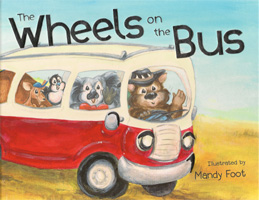 The Wheels on
the Bus
Illustrated by
Mandy Foot